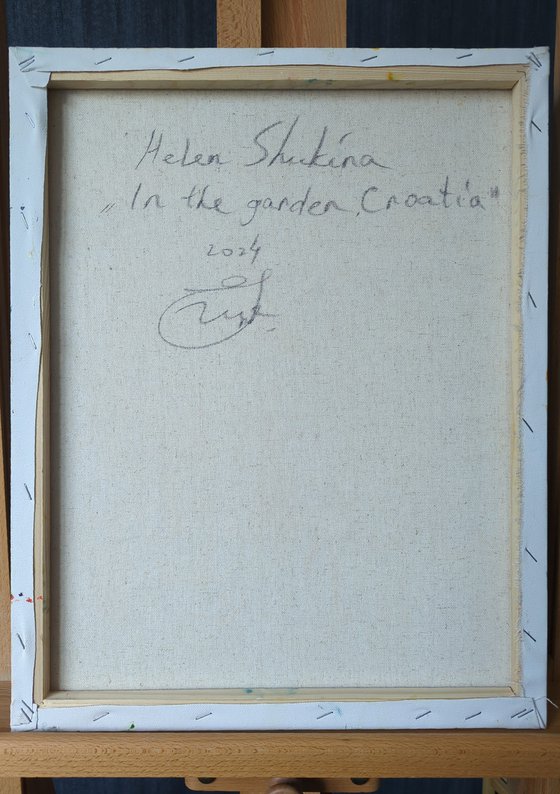 Helen Shukina
„In the garden, Croatia"
2024